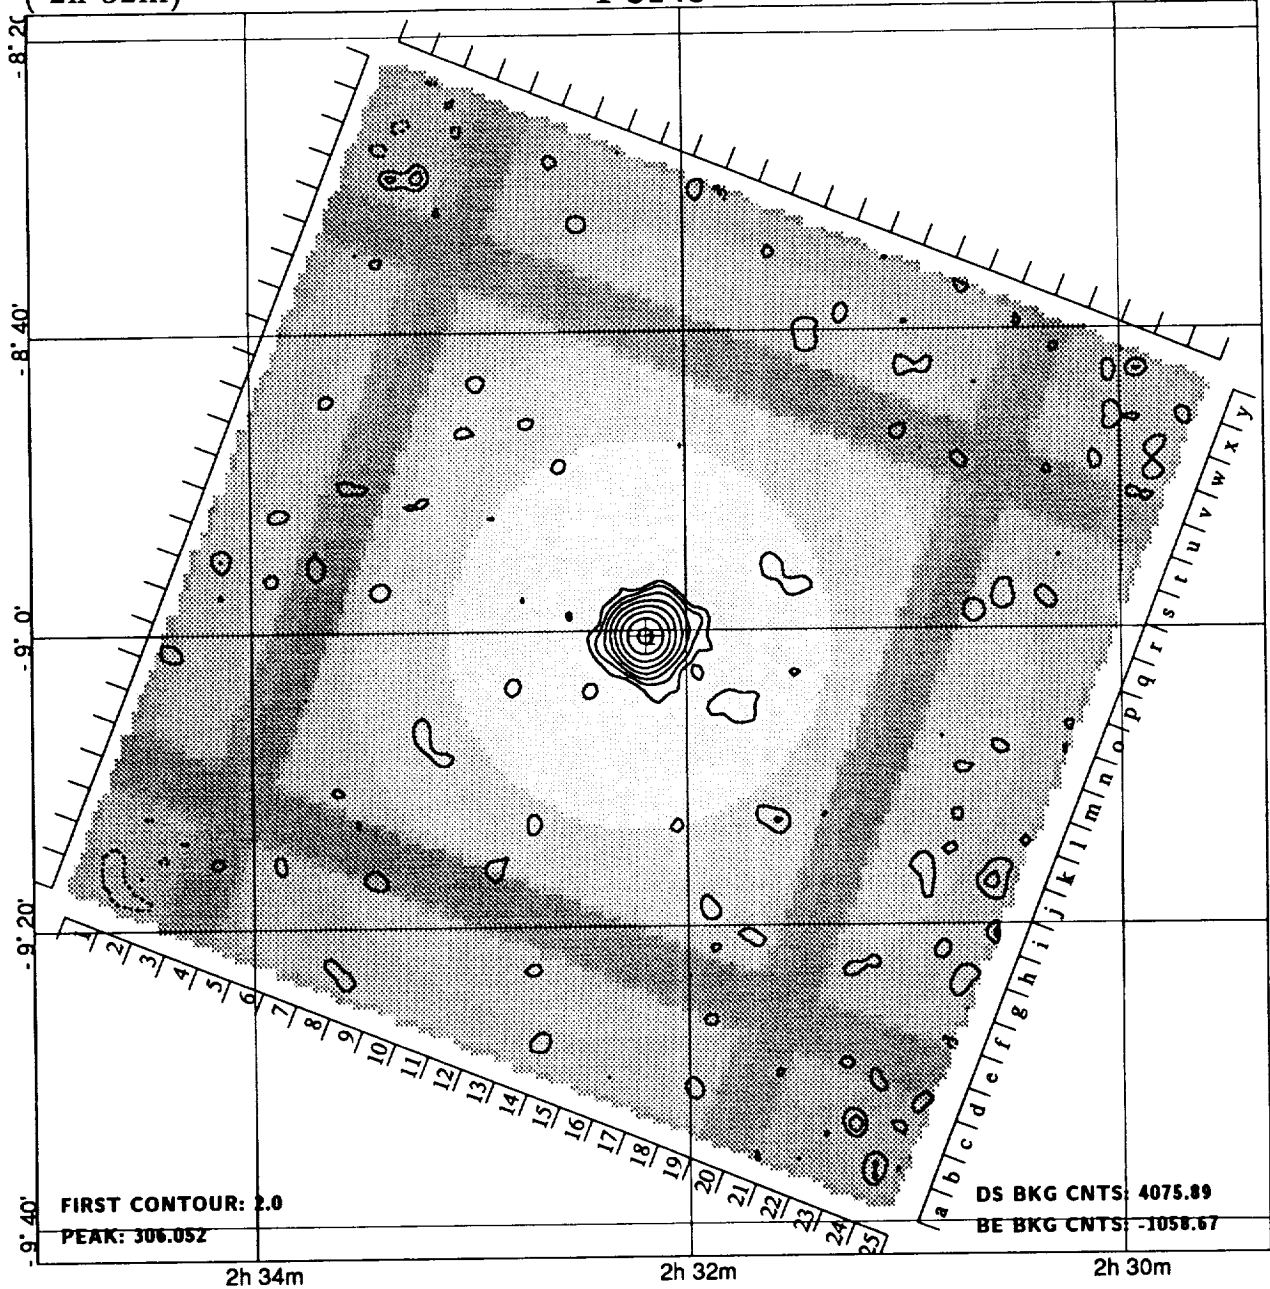 - 8° 40'
- 9° 0'
- 9° 20'
- 9° 40'
y
x
w
v
u
t
s
r
q
p
o
n
m
l
k
j
i
h
g
f
e
d
c
b
a
1 2 3 4 5 6 7 8 9 10 11 12 13 14 15 16 17 18 19 20 21 22 23 24 25
FIRST CONTOUR: 2.0
PEAK: 306.052
DS BKG CNTS: 4075.89
BE BKG CNTS: -1058.67
2h 34m 2h 32m 2h 30m